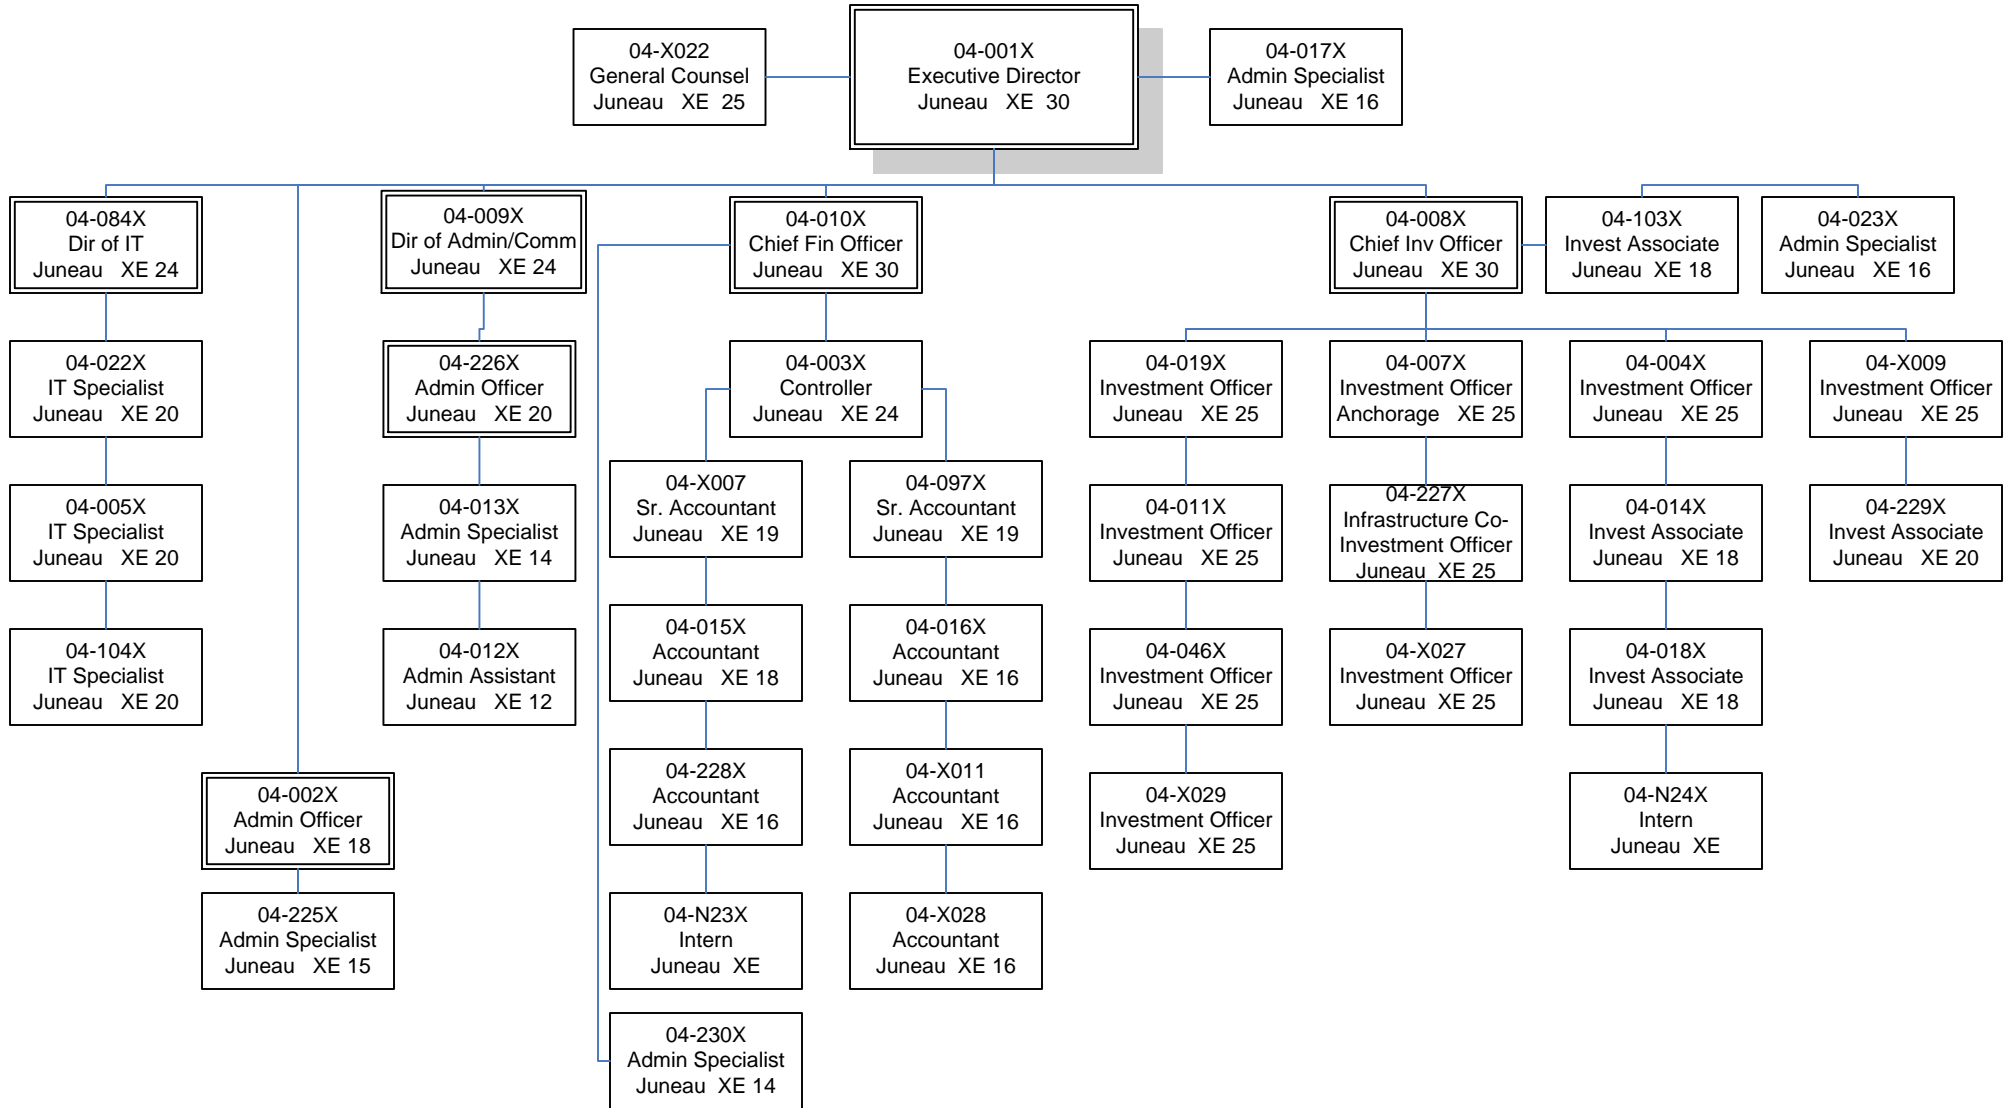 04-X022
General Counsel
Juneau XE 25
04-001X
Executive Director
Juneau XE 30
04-017X
Admin Specialist
Juneau XE 16
04-084X
Dir of IT
Juneau XE 24
04-009X
Dir of Admin/Comm
Juneau XE 24
04-010X
Chief Fin Officer
Juneau XE 30
04-008X
Chief Inv Officer
Juneau XE 30
04-103X
Invest Associate
Juneau XE 18
04-023X
Admin Specialist
Juneau XE 16
04-022X
IT Specialist
Juneau XE 20
04-226X
Admin Officer
Juneau XE 20
04-003X
Controller
Juneau XE 24
04-019X
Investment Officer
Juneau XE 25
04-007X
Investment Officer
Anchorage XE 25
04-004X
Investment Officer
Juneau XE 25
04-X009
Investment Officer
Juneau XE 25
04-005X
IT Specialist
Juneau XE 20
04-013X
Admin Specialist
Juneau XE 14
04-X007
Sr. Accountant
Juneau XE 19
04-097X
Sr. Accountant
Juneau XE 19
04-011X
Investment Officer
Juneau XE 25
04-227X
Infrastructure Co-
Investment Officer
Juneau XE 25
04-014X
Invest Associate
Juneau XE 18
04-229X
Invest Associate
Juneau XE 20
04-104X
IT Specialist
Juneau XE 20
04-012X
Admin Assistant
Juneau XE 12
04-015X
Accountant
Juneau XE 18
04-016X
Accountant
Juneau XE 16
04-046X
Investment Officer
Juneau XE 25
04-X027
Investment Officer
Juneau XE 25
04-018X
Invest Associate
Juneau XE 18
04-002X
Admin Officer
Juneau XE 18
04-228X
Accountant
Juneau XE 16
04-X011
Accountant
Juneau XE 16
04-X029
Investment Officer
Juneau XE 25
04-N24X
Intern
Juneau XE
04-225X
Admin Specialist
Juneau XE 15
04-N23X
Intern
Juneau XE
04-X028
Accountant
Juneau XE 16
04-230X
Admin Specialist
Juneau XE 14